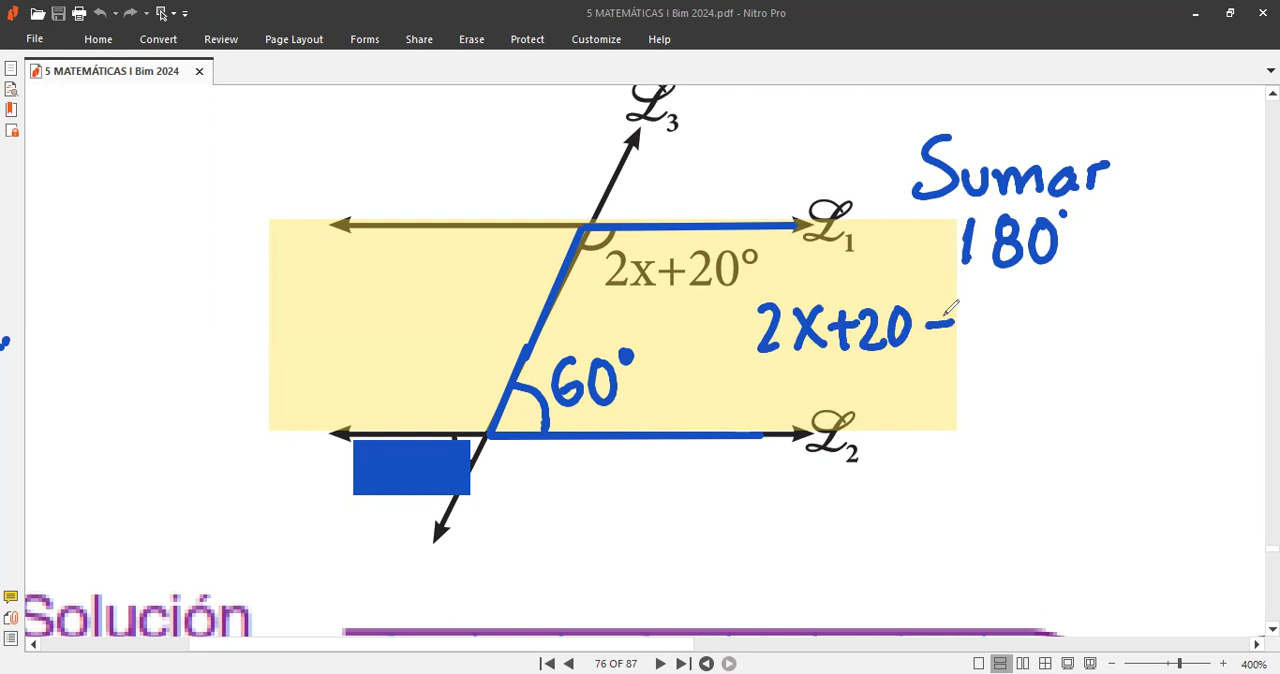 5 MATEMÁTICAS I Bim 2024.pdf - Nitro Pro
File Home Convert Review Page Layout Forms Share Erase Protect Customize Help
5 MATEMÁTICAS I Bim 2024
ℒ3
Sumar
180°
ℒ1
2x+20°
2x+20 -
60°
ℒ2
Solución
76 OF 87
400%